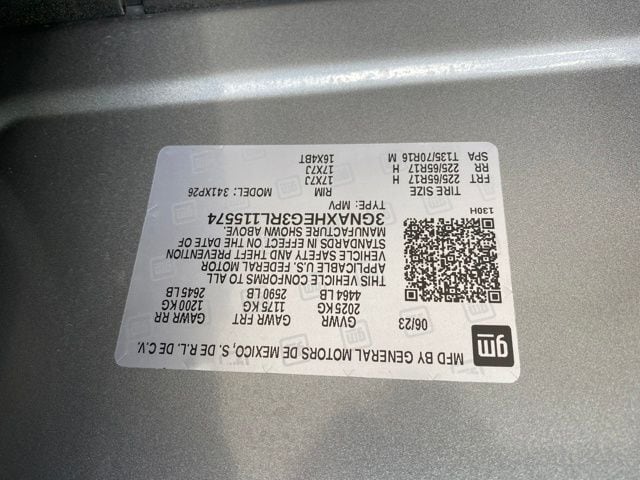 gm
MFD BY GENERAL MOTORS DE MEXICO, S. DE R.L. DE C.V.
06/23 GVWR GAWR FRT GAWR RR
2025 KG 1175 KG 1200 KG
4464 LB 2590 LB 2645 LB
THIS VEHICLE CONFORMS TO ALL
APPLICABLE U.S. FEDERAL MOTOR
VEHICLE SAFETY AND THEFT PREVENTION
STANDARDS IN EFFECT ON THE DATE OF
MANUFACTURE SHOWN ABOVE.
3GNAXHEG3RL115574
TYPE: MPV
130H
TIRE SIZE RIM MODEL: 341XP26
FRT 225/65R17 H 17X7J
RR 225/65R17 H 17X7J
SPA T135/70R16 M 16X4BT